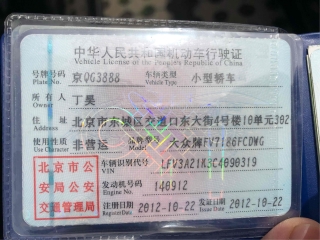 中华人民共和国机动车行驶证
Vehicle License of the People's Republic of China
号牌号码 京QG3888 车辆类型 小型轿车
Plate No. Vehicle Type
所有人 丁昊
Owner
住址 北京市东城区交道口东大街4号楼10单元302
Address
使用性质 非营运 品牌型号 大众牌FV7186FCDWG
Use Character Model
北京市公安局公安交通管理局
车辆识别代号 LFV3A21K3C4090319
VIN
发动机号码 140912
Engine No.
注册日期 2012-10-22 发证日期 2012-10-22
Register Date Issue Date